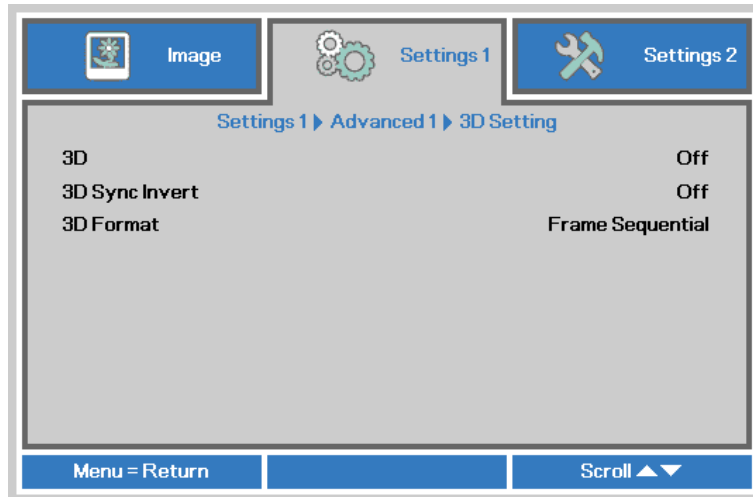 Image
Settings 1
Settings 2
Settings 1 ▶ Advanced 1 ▶ 3D Setting
3D Off
3D Sync Invert Off
3D Format Frame Sequential
Menu = Return
Scroll ▲▼